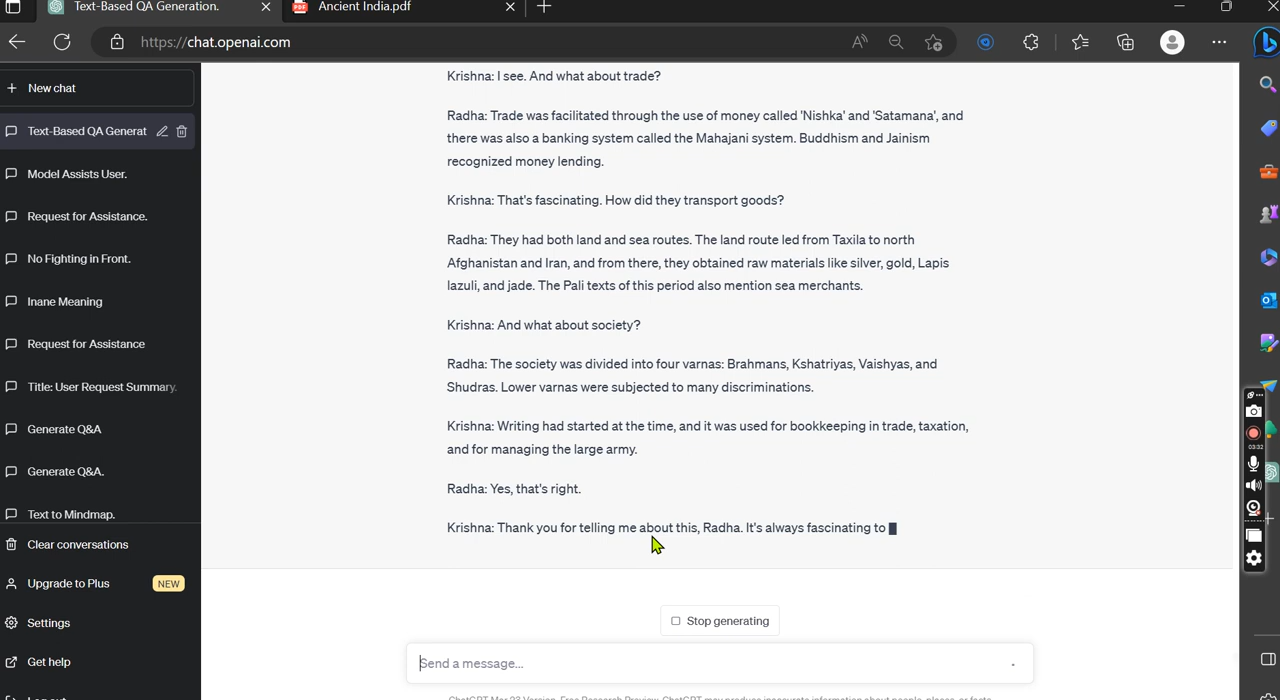 Text-Based QA Generation.
PDF
Ancient India.pdf
https://chat.openai.com
New chat
Text-Based QA Generat
Model Assists User.
Request for Assistance.
No Fighting in Front.
Inane Meaning
Request for Assistance
Title: User Request Summary.
Generate Q&A
Generate Q&A.
Text to Mindmap.
Clear conversations
Upgrade to Plus NEW
Settings
Get help
Krishna: I see. And what about trade?
Radha: Trade was facilitated through the use of money called 'Nishka' and 'Satamana', and
there was also a banking system called the Mahajani system. Buddhism and Jainism
recognized money lending.
Krishna: That's fascinating. How did they transport goods?
Radha: They had both land and sea routes. The land route led from Taxila to north
Afghanistan and Iran, and from there, they obtained raw materials like silver, gold, Lapis
lazuli, and jade. The Pali texts of this period also mention sea merchants.
Krishna: And what about society?
Radha: The society was divided into four varnas: Brahmans, Kshatriyas, Vaishyas, and
Shudras. Lower varnas were subjected to many discriminations.
Krishna: Writing had started at the time, and it was used for bookkeeping in trade, taxation,
and for managing the large army.
Radha: Yes, that's right.
Krishna: Thank you for telling me about this, Radha. It's always fascinating to
Stop generating
Send a message...
03:32